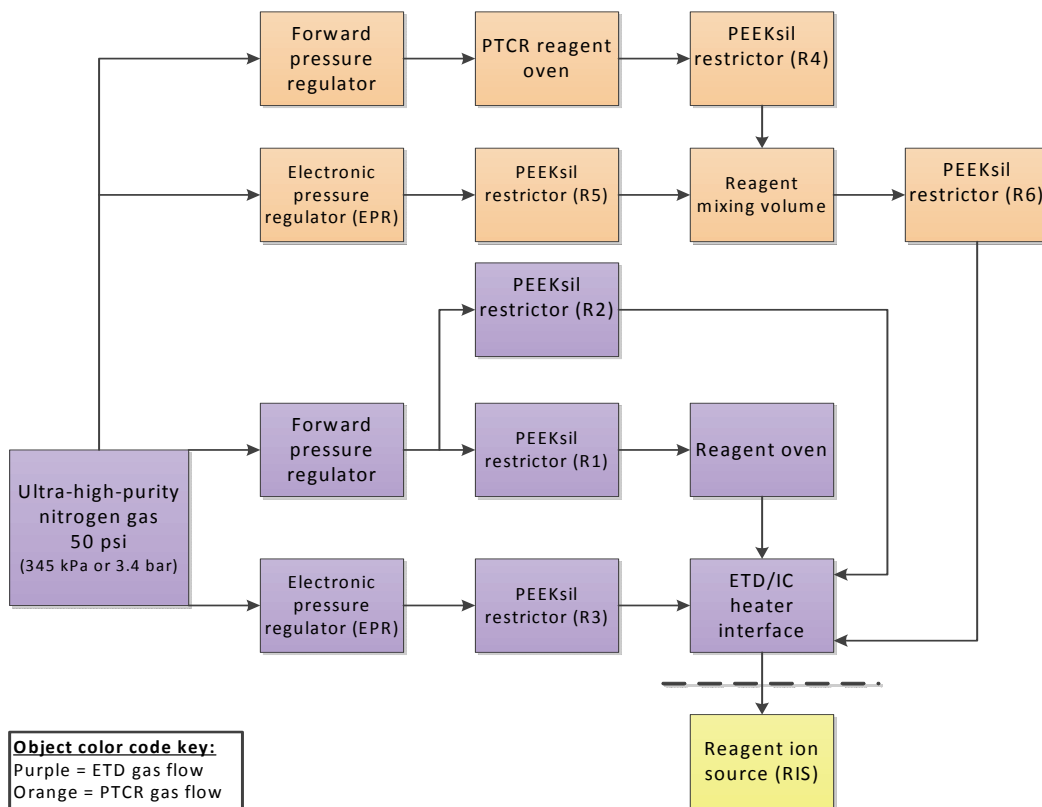 Forward
pressure
regulator
PTCR reagent
oven
PEEKsil
restrictor (R4)
Electronic
pressure
regulator (EPR)
PEEKsil
restrictor (R5)
Reagent
mixing volume
PEEKsil
restrictor (R6)
PEEKsil
restrictor (R2)
Forward
pressure
regulator
PEEKsil
restrictor (R1)
Reagent oven
Ultra-high-purity
nitrogen gas
50 psi
(345 kPa or 3.4 bar)
Electronic
pressure
regulator (EPR)
PEEKsil
restrictor (R3)
ETD/IC
heater
interface
Reagent ion
source (RIS)
Object color code key:
Purple = ETD gas flow
Orange = PTCR gas flow